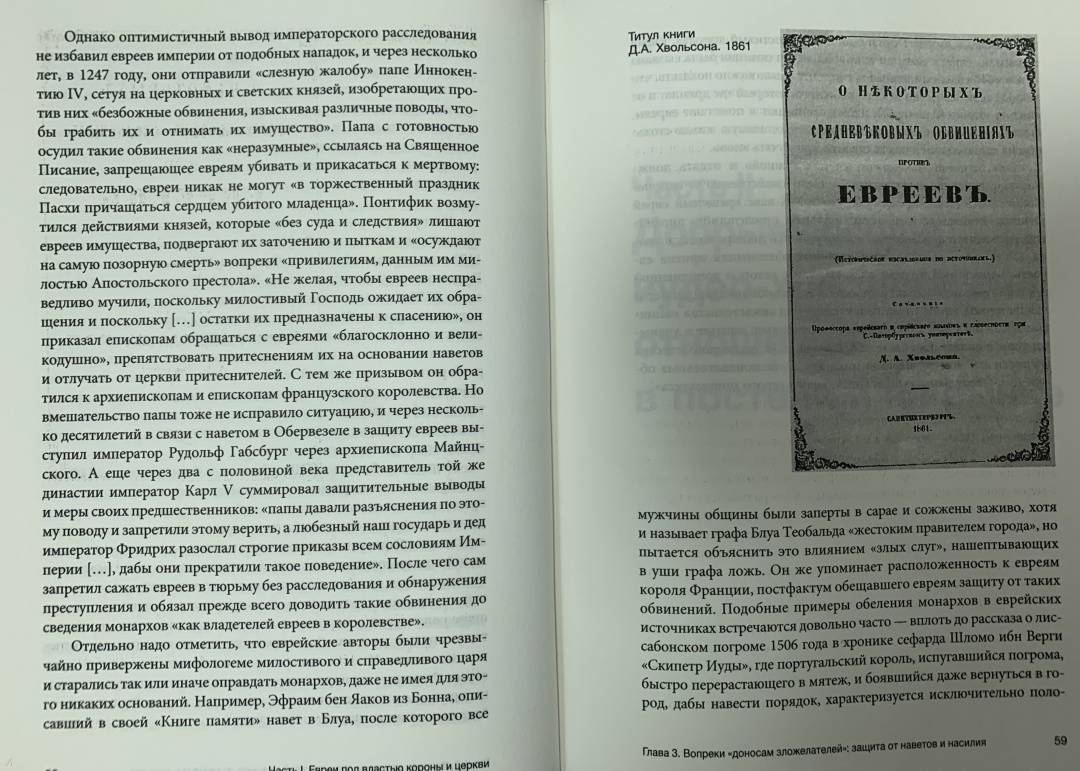 Однако оптимистичный вывод императорского расследования
не избавил евреев империи от подобных нападок, и через несколько
лет, в 1247 году, они отправили «слезную жалобу» папе Иннокен-
тию IV, сетуя на церковных и светских князей, изобретающих про-
тив них «безбожные обвинения, изыскивая различные поводы, что-
бы грабить их и отнимать их имущество». Папа с готовностью
осудил такие обвинения как «неразумные», ссылаясь на Священное
Писание, запрещающее евреям убивать и прикасаться к мертвому:
следовательно, евреи никак не могут «в торжественный праздник
Пасхи причащаться сердцем убитого младенца». Понтифик возму-
тился действиями князей, которые «без суда и следствия» лишают
евреев имущества, подвергают их заточению и пыткам и «осуждают
на самую позорную смерть» вопреки «привилегиям, данным им ми-
лостью Апостольского престола». «Не желая, чтобы евреев неспра-
ведливо мучили, поскольку милостивый Господь ожидает их обра-
щения и поскольку […] остатки их предназначены к спасению», он
приказал епископам обращаться с евреями «благосклонно и вели-
кодушно», препятствовать притеснениям их на основании наветов
и отлучать от церкви притеснителей. С тем же призывом он обра-
тился к архиепископам и епископам французского королевства. Но
вмешательство папы тоже не исправило ситуацию, и через несколь-
ко десятилетий в связи с наветом в Обервезеле в защиту евреев вы-
ступил император Рудольф Габсбург через архиепископа Майнц-
ского. А еще через два с половиной века представитель той же
династии император Карл V суммировал защитительные выводы
и меры своих предшественников: «папы давали разъяснения по это-
му поводу и запретили этому верить, а любезный наш государь и дед
император Фридрих разослал строгие приказы всем сословиям Им-
перии […], дабы они прекратили такое поведение». После чего сам
запретил сажать евреев в тюрьму без расследования и обнаружения
преступления и обязал прежде всего доводить такие обвинения до
сведения монархов «как владетелей евреев в королевстве».
Отдельно надо отметить, что еврейские авторы были чрезвы-
чайно привержены мифологеме милостивого и справедливого царя
и старались так или иначе оправдать монархов, даже не имея для это-
го никаких оснований. Например, Эфраим бен Яаков из Бонна, опи-
савший в своей «Книге памяти» навет в Блуа, после которого все
Часть I. Евреи под властью короны и церкви
Титул книги
Д.А. Хвольсона. 1861
О НѢКОТОРЫХЪ
СРЕДНЕВѢКОВЫХЪ ОБВИНЕНІЯХЪ
ПРОТИВЪ
ЕВРЕЕВЪ.
(Историческое изслѣдованіе по источникамъ.)
Сочиненіе
Профессора еврейскаго и сирійскаго языковъ и словесности при
С.-Петербургскомъ университетѣ.
Д. А. Хвольсона.
САНКТПЕТЕРБУРГЪ.
1861.
мужчины общины были заперты в сарае и сожжены заживо, хотя
и называет графа Блуа Теобальда «жестоким правителем города», но
пытается объяснить это влиянием «злых слуг», нашептывающих
в уши графа ложь. Он же упоминает расположенность к евреям
короля Франции, постфактум обещавшего евреям защиту от таких
обвинений. Подобные примеры обеления монархов в еврейских
источниках встречаются довольно часто — вплоть до рассказа о лис-
сабонском погроме 1506 года в хронике сефарда Шломо ибн Верги
«Скипетр Иуды», где португальский король, испугавшийся погрома,
быстро перерастающего в мятеж, и боявшийся даже вернуться в го-
род, дабы навести порядок, характеризуется исключительно поло-
Глава 3. Вопреки «доносам зложелателей»: защита от наветов и насилия 59